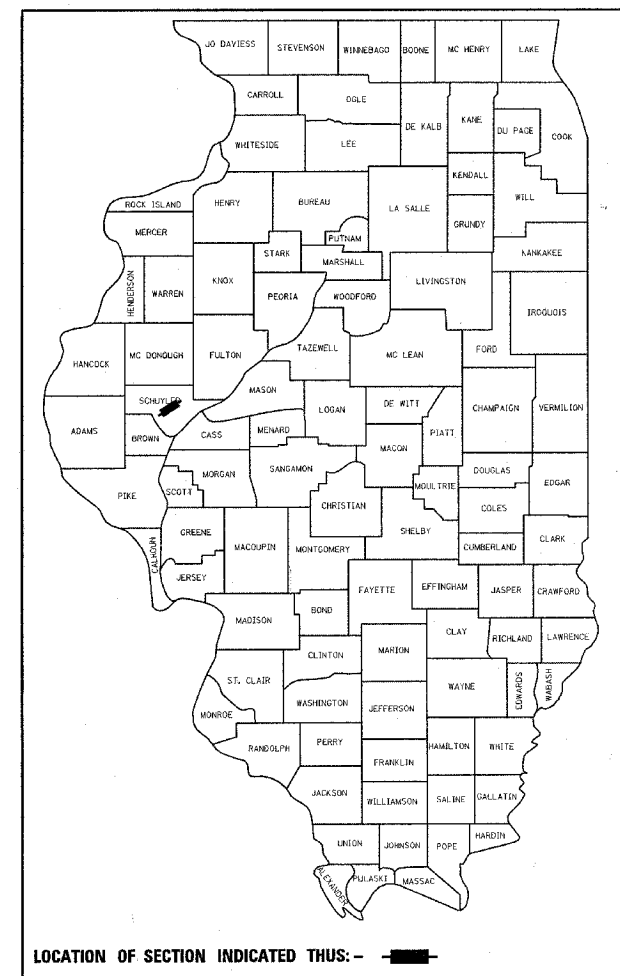 JO DAVIESS STEVENSON WINNEBAGO BOONE MC HENRY LAKE
CARROLL OGLE DE KALB KANE DU PAGE COOK
WHITESIDE LEE
KENDALL
ROCK ISLAND HENRY BUREAU LA SALLE GRUNDY WILL
MERCER PUTNAM
STARK MARSHALL KANKAKEE
HENDERSON WARREN KNOX PEORIA WOODFORD LIVINGSTON IROQUOIS
HANCOCK MC DONOUGH FULTON TAZEWELL MC LEAN FORD
SCHUYLER MASON
ADAMS BROWN CASS MENARD LOGAN DE WITT PIATT CHAMPAIGN VERMILION
MACON
PIKE SCOTT MORGAN SANGAMON CHRISTIAN MOULTRIE DOUGLAS EDGAR
COLES
CALHOUN GREENE MACOUPIN MONTGOMERY SHELBY CUMBERLAND CLARK
JERSEY
FAYETTE EFFINGHAM JASPER CRAWFORD
MADISON BOND
CLAY RICHLAND LAWRENCE
CLINTON MARION
ST. CLAIR WAYNE EDWARDS WABASH
MONROE WASHINGTON JEFFERSON
RANDOLPH PERRY HAMILTON WHITE
FRANKLIN
JACKSON WILLIAMSON SALINE GALLATIN
HARDIN
UNION JOHNSON POPE
ALEXANDER PULASKI MASSAC
LOCATION OF SECTION INDICATED THUS:-